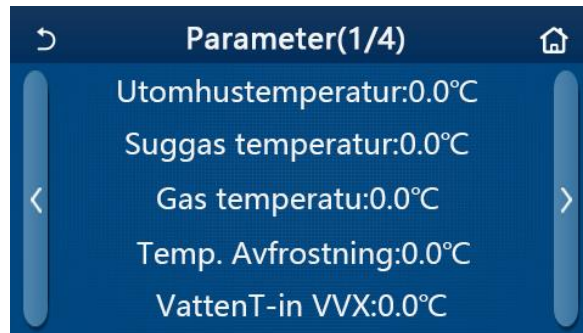 Parameter(1/4)
Utomhustemperatur:0.0℃
Suggas temperatur:0.0℃
Gas temperatu:0.0℃
Temp. Avfrostning:0.0℃
VattenT-in VVX:0.0℃